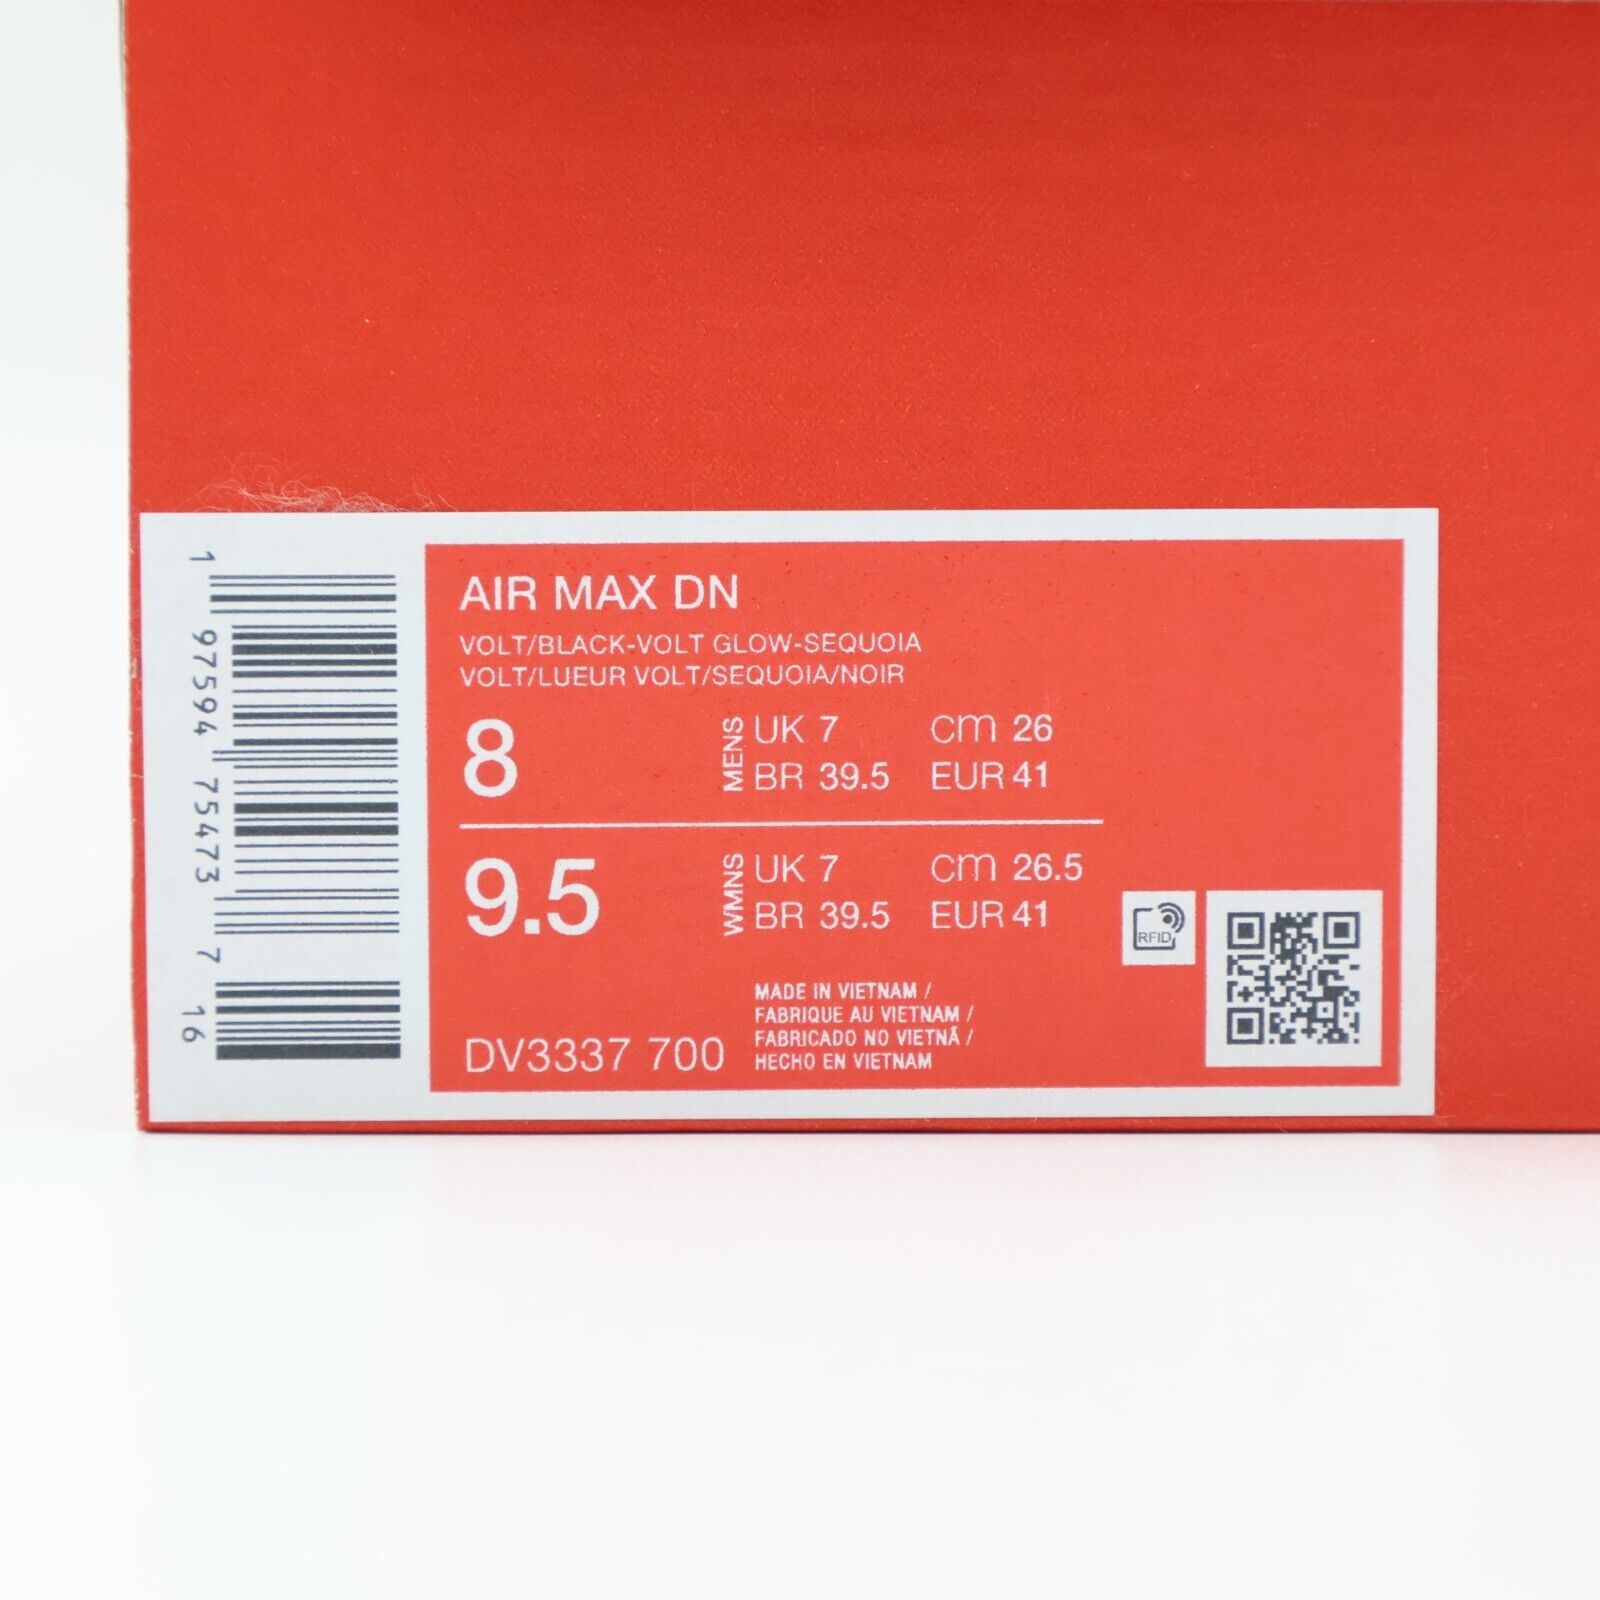 AIR MAX DN
VOLT/BLACK-VOLT GLOW-SEQUOIA
VOLT/LUEUR VOLT/SEQUOIA/NOIR
8
MENS
UK 7 CM 26
BR 39.5 EUR 41
9.5
WMNS
UK 7 CM 26.5
BR 39.5 EUR 41
MADE IN VIETNAM /
FABRIQUE AU VIETNAM /
FABRICADO NO VIETNÃ /
HECHO EN VIETNAM
DV3337 700
RFID
1 97594 75473 7 16